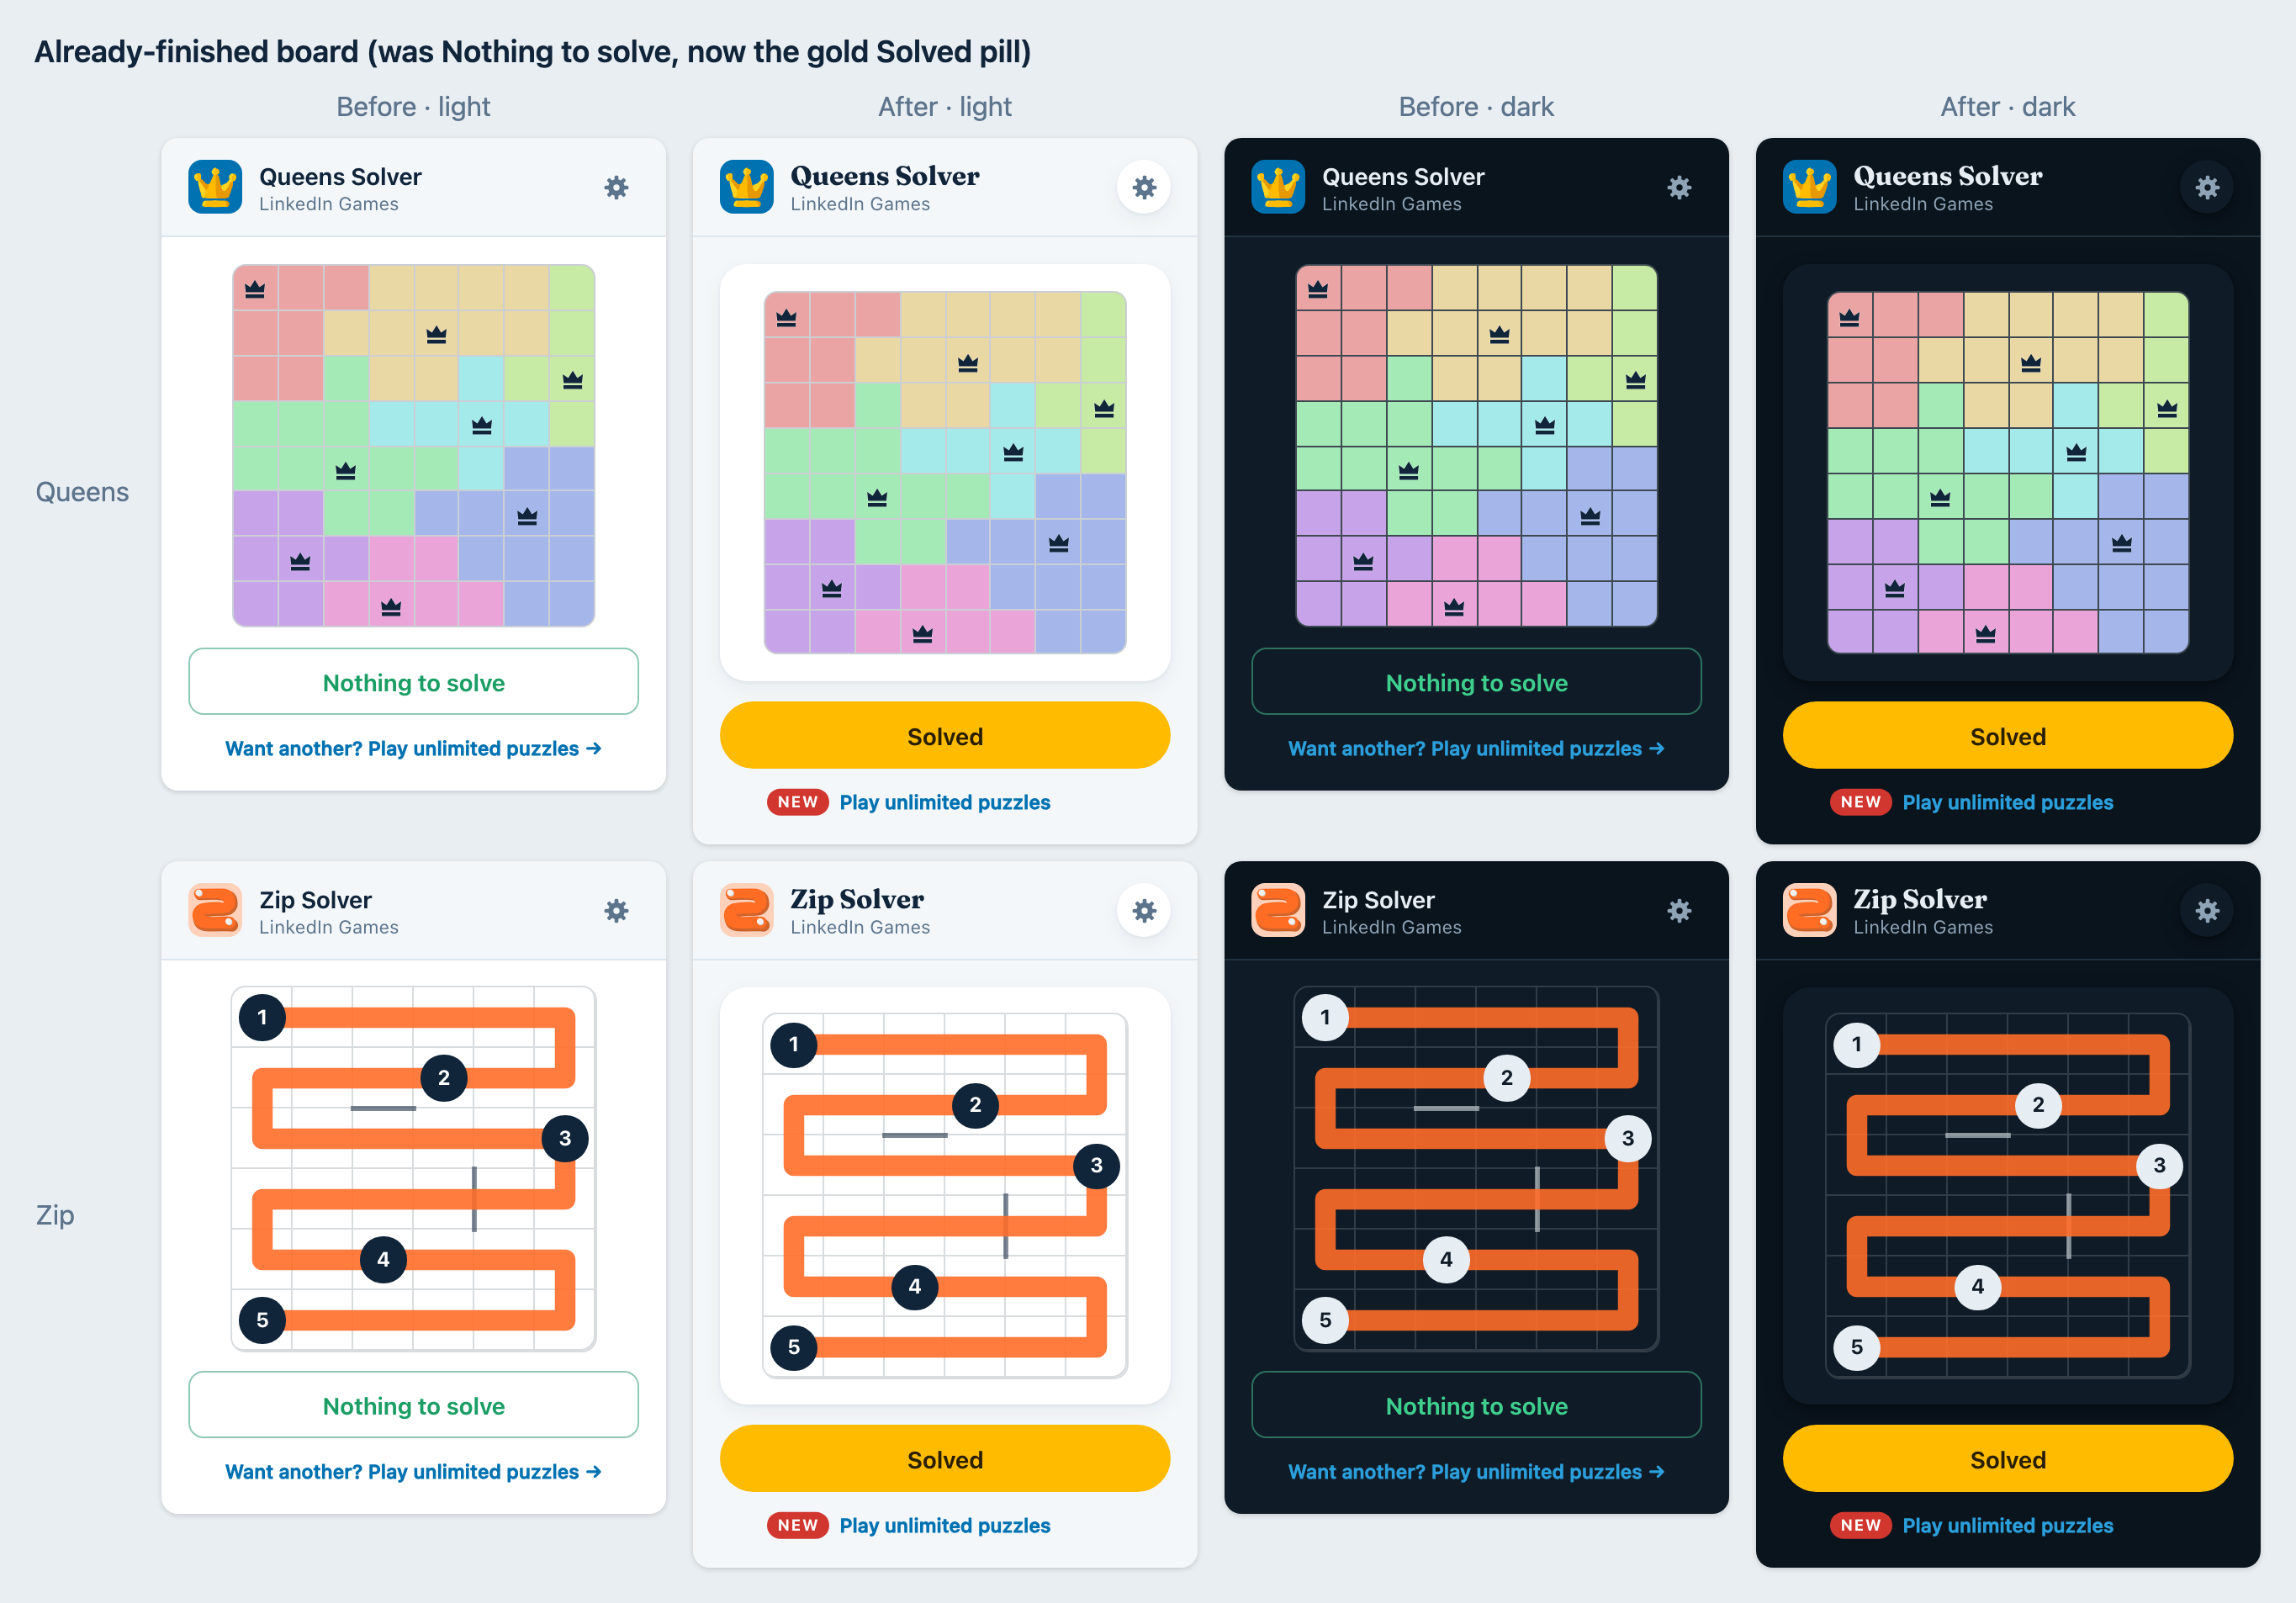 Already-finished board (was Nothing to solve, now the gold Solved pill)
Before · light
After · light
Before · dark
After · dark
Queens
Queens Solver
LinkedIn Games
Nothing to solve
Want another? Play unlimited puzzles →
Queens Solver
LinkedIn Games
Solved
NEW Play unlimited puzzles
Queens Solver
LinkedIn Games
Nothing to solve
Want another? Play unlimited puzzles →
Queens Solver
LinkedIn Games
Solved
NEW Play unlimited puzzles
Zip
Zip Solver
LinkedIn Games
1
2
3
4
5
Nothing to solve
Want another? Play unlimited puzzles →
Zip Solver
LinkedIn Games
1
2
3
4
5
Solved
NEW Play unlimited puzzles
Zip Solver
LinkedIn Games
1
2
3
4
5
Nothing to solve
Want another? Play unlimited puzzles →
Zip Solver
LinkedIn Games
1
2
3
4
5
Solved
NEW Play unlimited puzzles